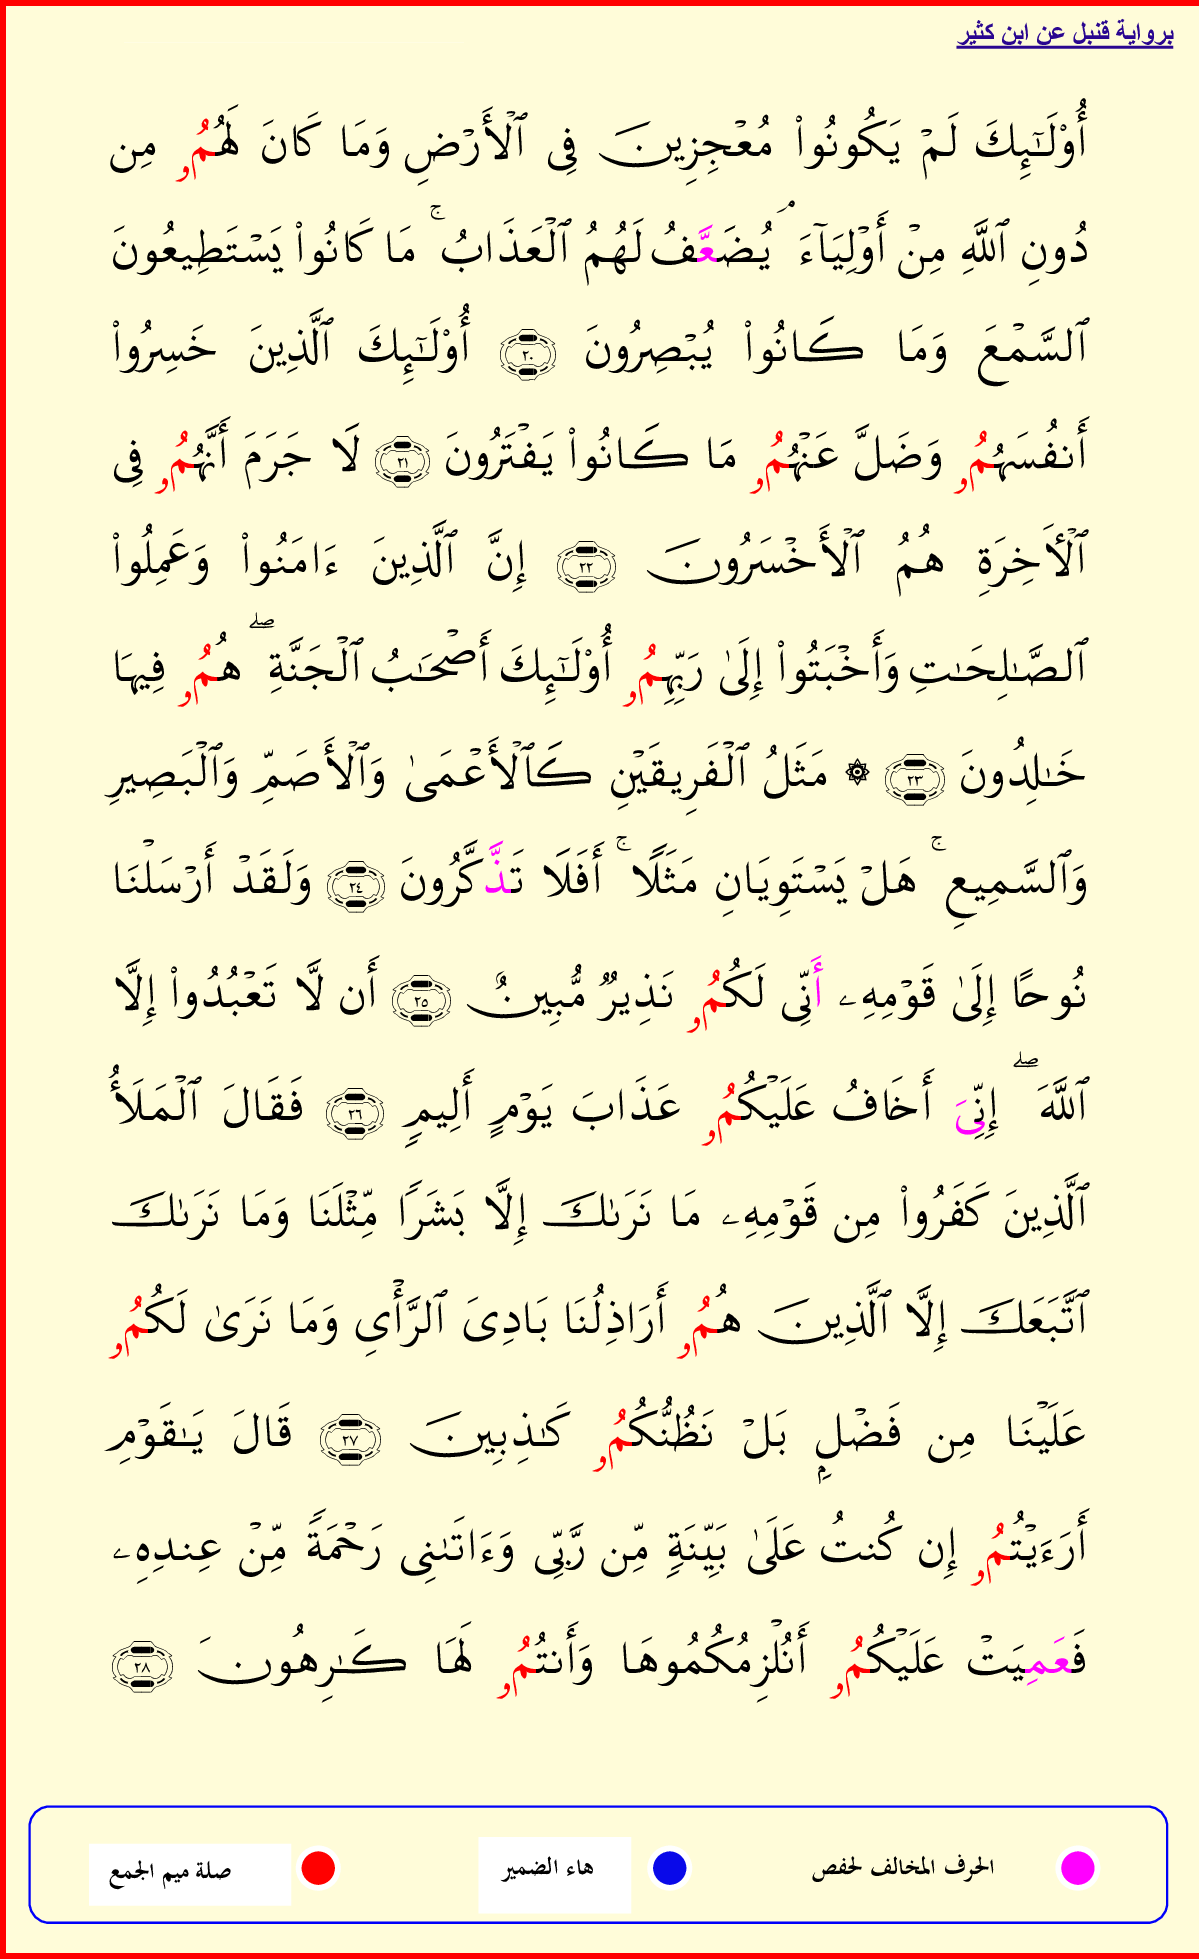 برواية قنبل عن ابن كثير
أُوْلَـٰٓئِكَ لَمْ يَكُونُوا۟ مُعْجِزِينَ فِى ٱلْأَرْضِ وَمَا كَانَ لَهُمُۥ مِن
دُونِ ٱللَّهِ مِنْ أَوْلِيَآءَ ۘ يُضَعَّفُ لَهُمُ ٱلْعَذَابُ ۚ مَا كَانُوا۟ يَسْتَطِيعُونَ
ٱلسَّمْعَ وَمَا كَانُوا۟ يُبْصِرُونَ ٢٠ أُوْلَـٰٓئِكَ ٱلَّذِينَ خَسِرُوا۟
أَنفُسَهُمُۥ وَضَلَّ عَنْهُمُۥ مَا كَانُوا۟ يَفْتَرُونَ ٢١ لَا جَرَمَ أَنَّهُمُۥ فِى
ٱلْأَخِرَةِ هُمُ ٱلْأَخْسَرُونَ ٢٢ إِنَّ ٱلَّذِينَ ءَامَنُوا۟ وَعَمِلُوا۟
ٱلصَّـٰلِحَـٰتِ وَأَخْبَتُوا۟ إِلَىٰ رَبِّهِمُۥ أُوْلَـٰٓئِكَ أَصْحَـٰبُ ٱلْجَنَّةِ ۖ هُمُۥ فِيهَا
خَـٰلِدُونَ ٢٣ ۞ مَثَلُ ٱلْفَرِيقَيْنِ كَٱلْأَعْمَىٰ وَٱلْأَصَمِّ وَٱلْبَصِيرِ
وَٱلسَّمِيعِ ۚ هَلْ يَسْتَوِيَانِ مَثَلًا ۚ أَفَلَا تَذَّكَّرُونَ ٢٤ وَلَقَدْ أَرْسَلْنَا
نُوحًا إِلَىٰ قَوْمِهِۦ أَنِّى لَكُمُۥ نَذِيرٌ مُّبِينٌ ٢٥ أَن لَّا تَعْبُدُوا۟ إِلَّا
ٱللَّهَ ۖ إِنِّىَ أَخَافُ عَلَيْكُمُۥ عَذَابَ يَوْمٍ أَلِيمٍ ٢٦ فَقَالَ ٱلْمَلَأُ
ٱلَّذِينَ كَفَرُوا۟ مِن قَوْمِهِۦ مَا نَرَىٰكَ إِلَّا بَشَرًا مِّثْلَنَا وَمَا نَرَىٰكَ
ٱتَّبَعَكَ إِلَّا ٱلَّذِينَ هُمُۥ أَرَاذِلُنَا بَادِىَ ٱلرَّأْىِ وَمَا نَرَىٰ لَكُمُۥ
عَلَيْنَا مِن فَضْلٍۭ بَلْ نَظُنُّكُمُۥ كَـٰذِبِينَ ٢٧ قَالَ يَـٰقَوْمِ
أَرَءَيْتُمُۥ إِن كُنتُ عَلَىٰ بَيِّنَةٍ مِّن رَّبِّى وَءَاتَىٰنِى رَحْمَةً مِّنْ عِندِهِۦ
فَعَمِيَتْ عَلَيْكُمُۥ أَنُلْزِمُكُمُوهَا وَأَنتُمُۥ لَهَا كَـٰرِهُونَ ٢٨
الحرف المخالف لحفص هاء الضمير صلة ميم الجمع